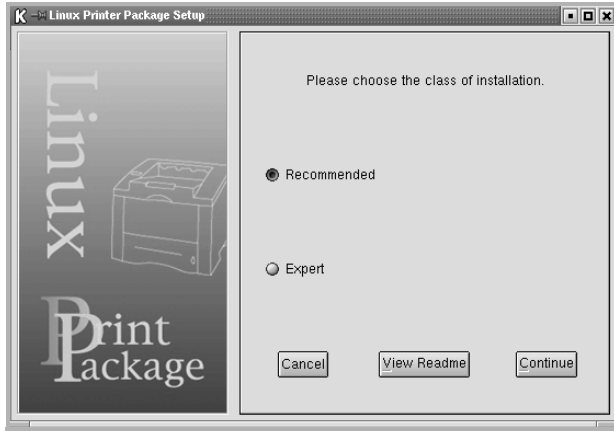 Linux Printer Package Setup
Linux
Print
Package
Please choose the class of installation.
Recommended
Expert
Cancel
View Readme
Continue